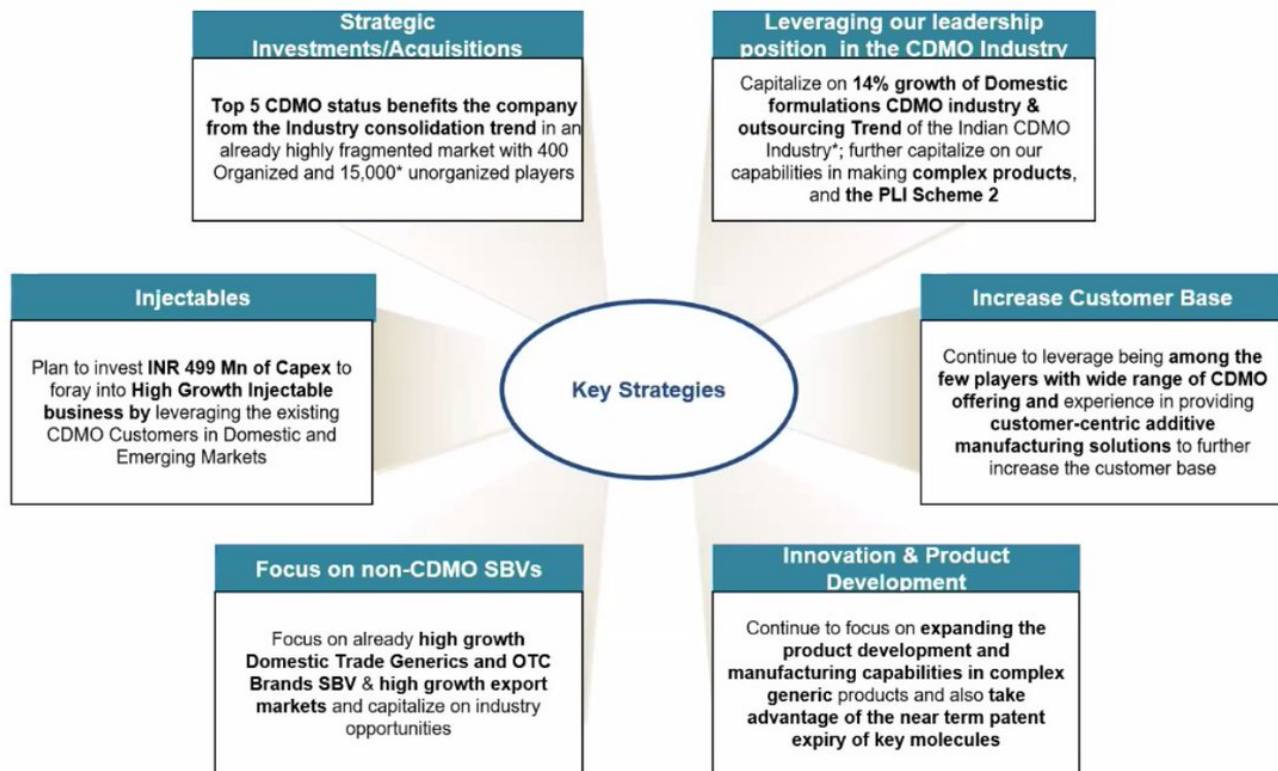 Strategic
Investments/Acquisitions
Top 5 CDMO status benefits the company
from the Industry consolidation trend in an
already highly fragmented market with 400
Organized and 15,000* unorganized players
Leveraging our leadership
position in the CDMO Industry
Capitalize on 14% growth of Domestic
formulations CDMO industry &
outsourcing Trend of the Indian CDMO
Industry*; further capitalize on our
capabilities in making complex products,
and the PLI Scheme 2
Injectables
Plan to invest INR 499 Mn of Capex to
foray into High Growth Injectable
business by leveraging the existing
CDMO Customers in Domestic and
Emerging Markets
Key Strategies
Increase Customer Base
Continue to leverage being among the
few players with wide range of CDMO
offering and experience in providing
customer-centric additive
manufacturing solutions to further
increase the customer base
Focus on non-CDMO SBVs
Focus on already high growth
Domestic Trade Generics and OTC
Brands SBV & high growth export
markets and capitalize on industry
opportunities
Innovation & Product
Development
Continue to focus on expanding the
product development and
manufacturing capabilities in complex
generic products and also take
advantage of the near term patent
expiry of key molecules